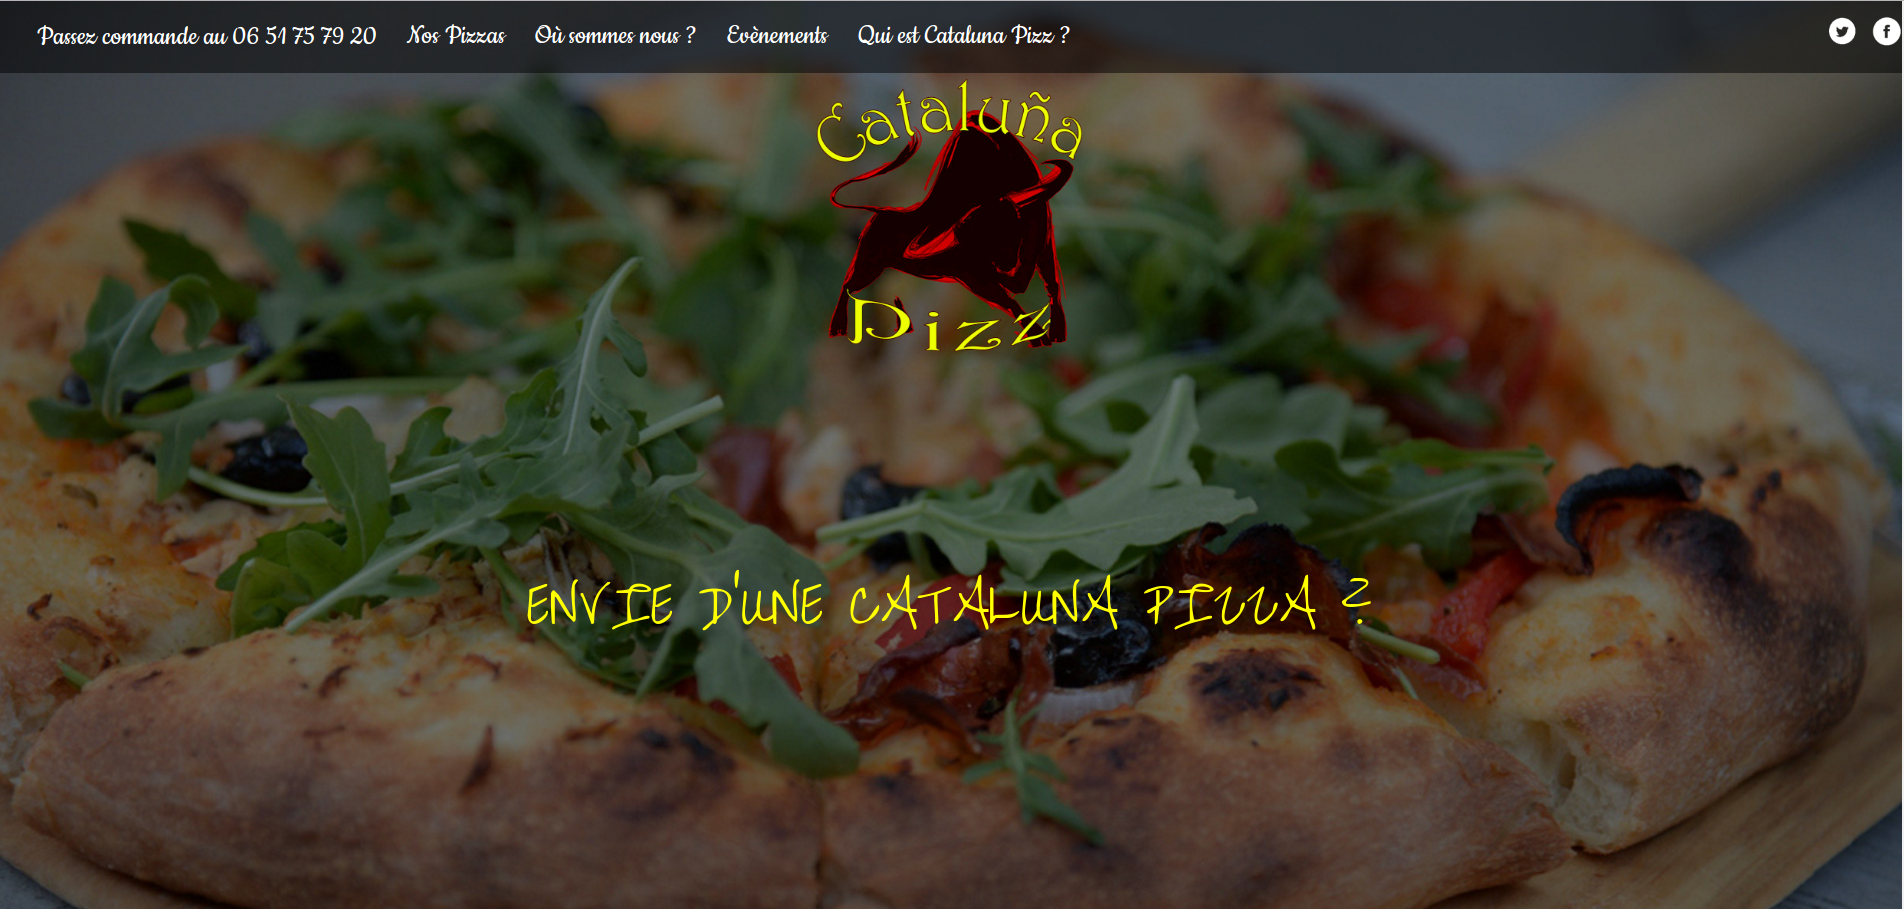 Passez commande au 06 51 75 79 20 Nos Pizzas Où sommes nous ? Evènements Qui est Cataluna Pizz ?
Cataluña
Pizz
ENVIE D'UNE CATALUNA PIZZA ?